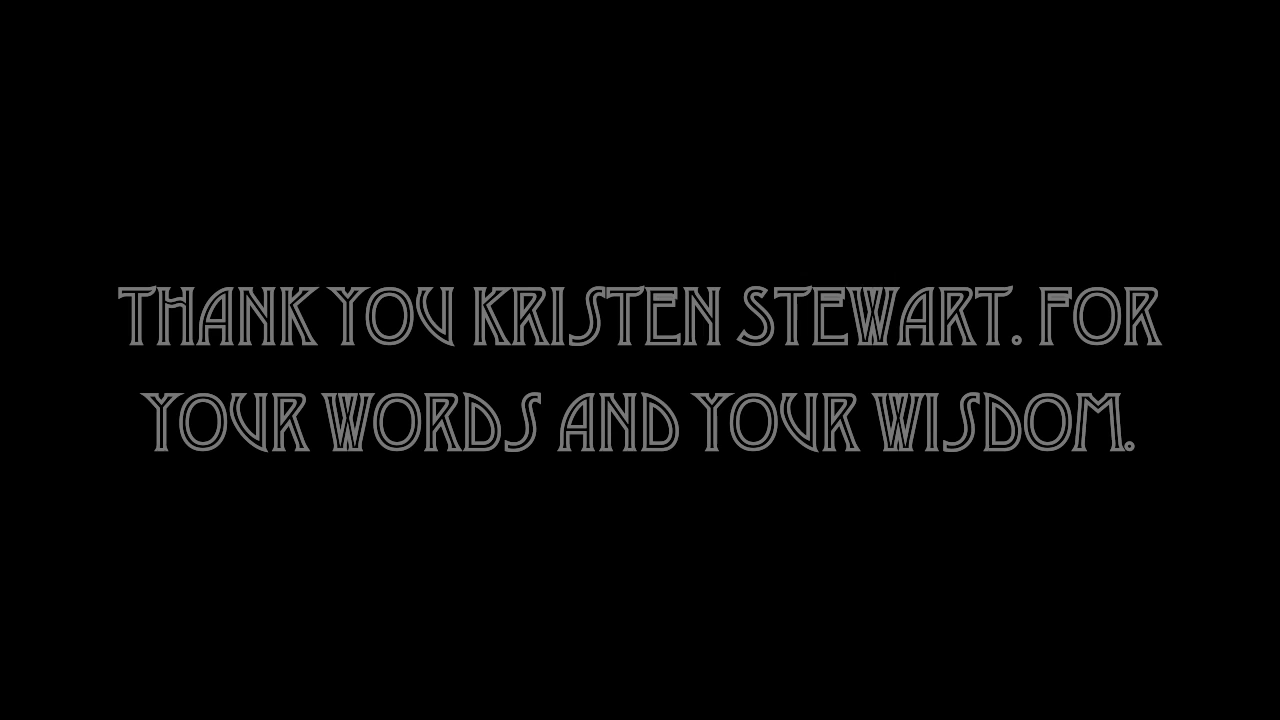 THANK YOU KRISTEN STEWART. FOR
YOUR WORDS AND YOUR WISDOM.